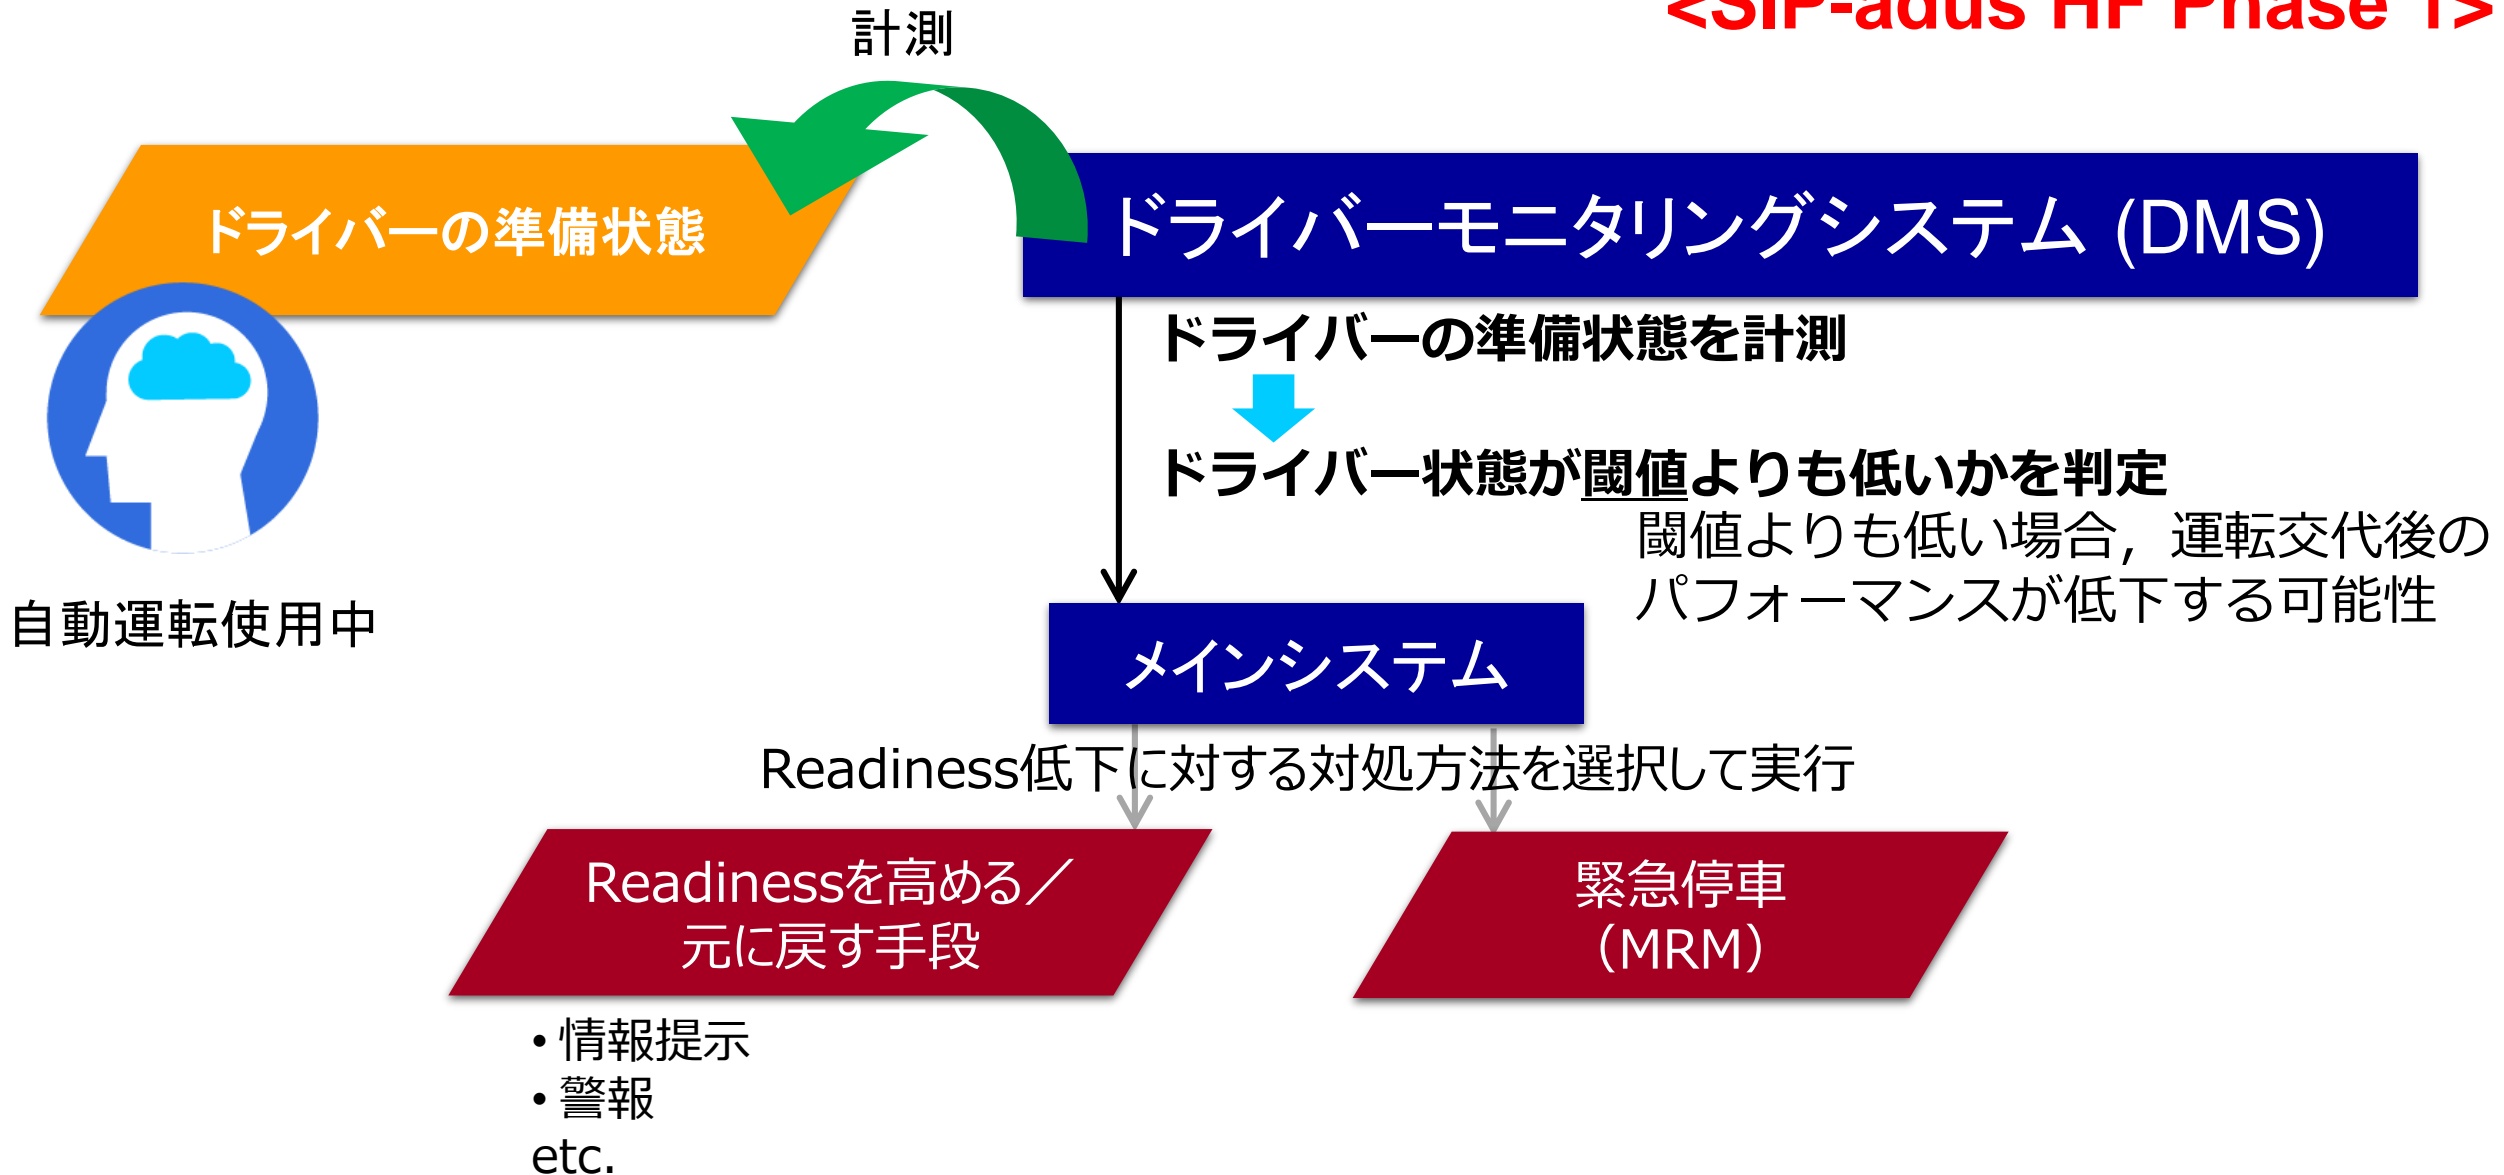 <SIP-adus HF Phase 1>
計測
ドライバーの準備状態
ドライバーモニタリングシステム (DMS)
ドライバーの準備状態を計測
ドライバー状態が閾値よりも低いか判定
閾値よりも低い場合，運転交代後の
パフォーマンスが低下する可能性
自動運転使用中
メインシステム
Readiness低下に対する対処方法を選択して実行
Readinessを高める／
元に戻す手段
緊急停車
(MRM)
• 情報提示
• 警報
etc.